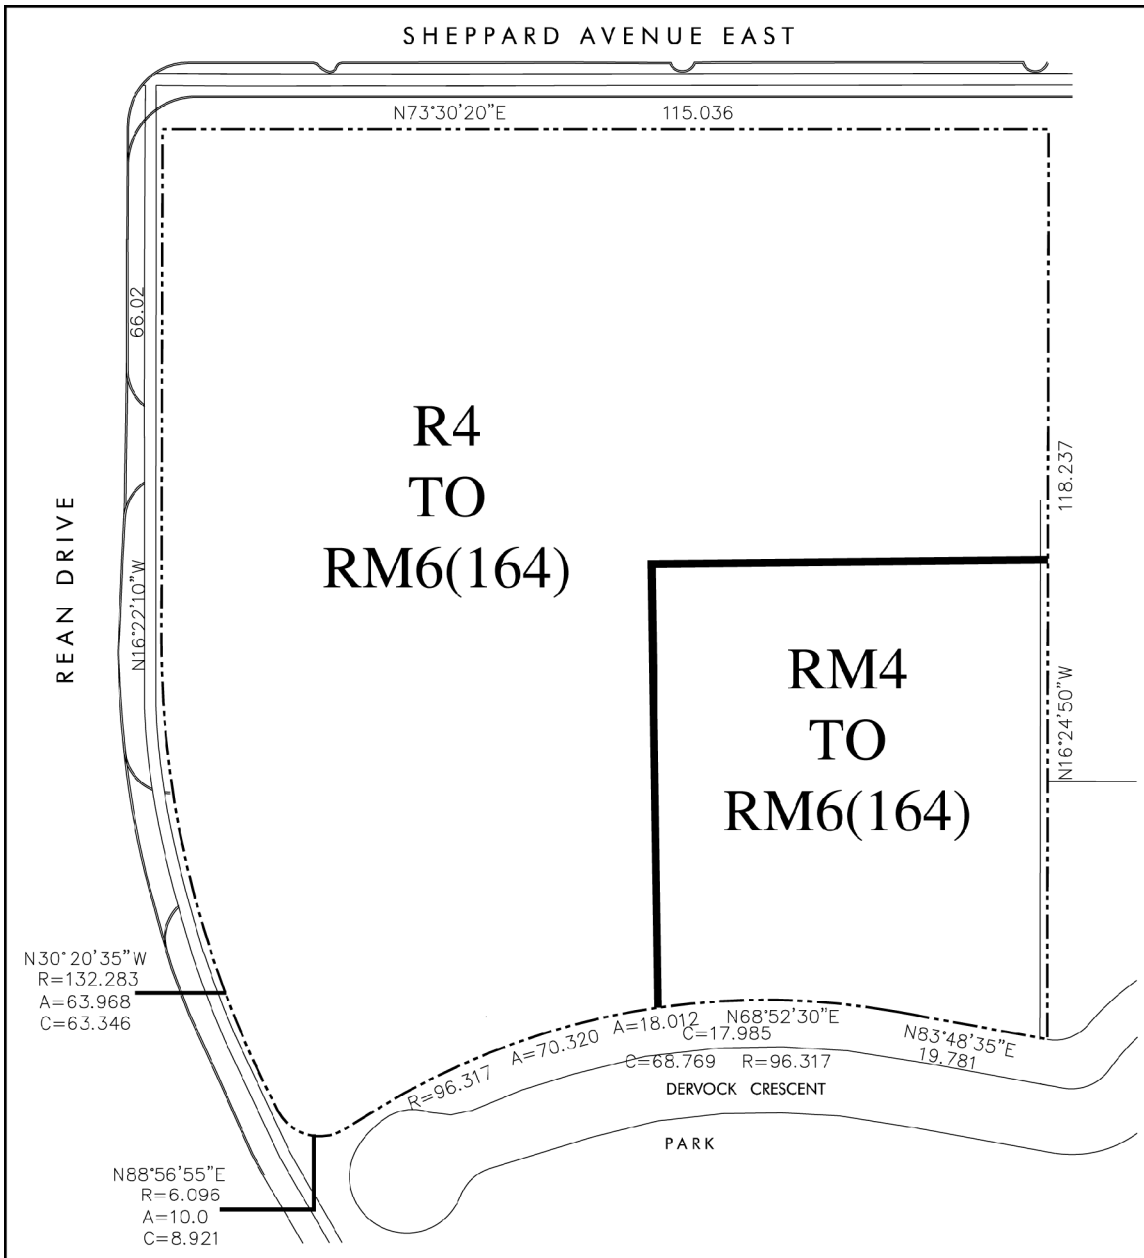 SHEPPARD AVENUE EAST
N73°30'20"E 115.036
66.02
R4
TO
RM6(164)
118.237
REAN DRIVE
N16°22'10"W
RM4
TO
RM6(164)
N16°24'50"W
N30°20'35"W
R=132.283
A=63.968
C=63.346
R=96.317 A=70.320 A=18.012 N68°52'30"E
C=17.985
N83°48'35"E
19.781
C=68.769 R=96.317
DERVOCK CRESCENT
PARK
N88°56'55"E
R=6.096
A=10.0
C=8.921